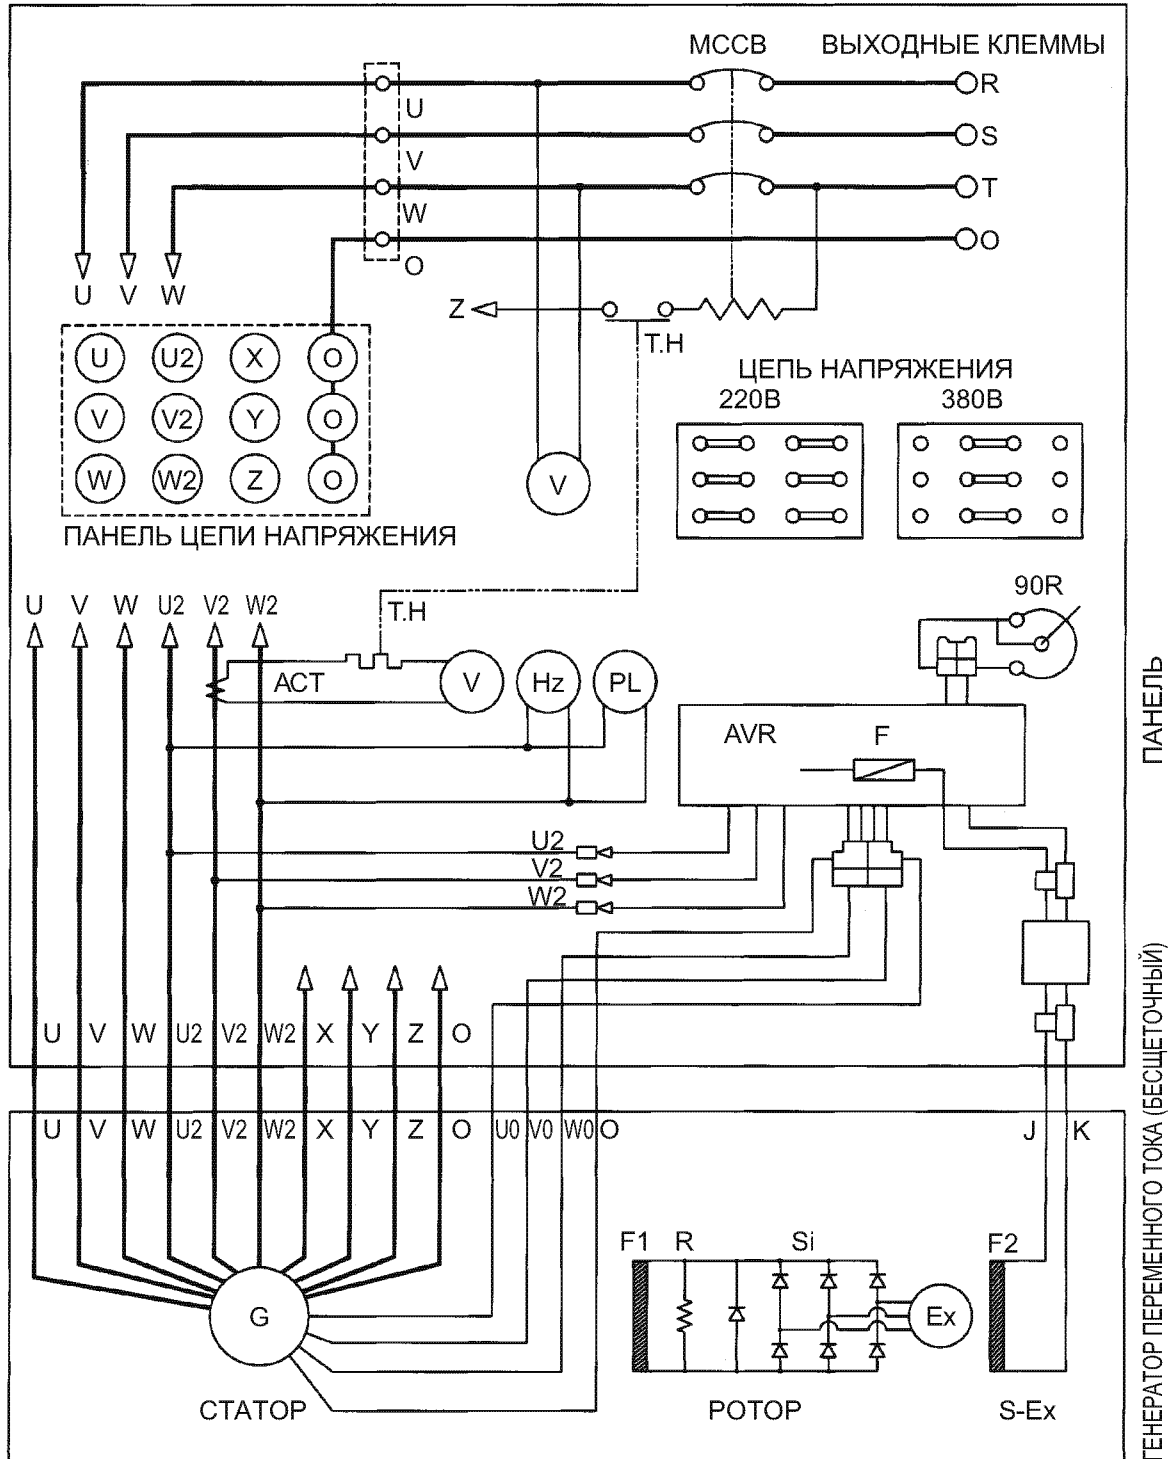 MCCB ВЫХОДНЫЕ КЛЕММЫ
R
U
S
V
T
W
O
O
U V W
Z
T.H
U U2 X O
V V2 Y O
W W2 Z O
V
ПАНЕЛЬ ЦЕПИ НАПРЯЖЕНИЯ
ЦЕПЬ НАПРЯЖЕНИЯ
220В 380В
U V W U2 V2 W2
T.H
90R
ACT V Hz PL
AVR F
U2
V2
W2
U V W U2 V2 W2 X Y Z O
ПАНЕЛЬ
U V W U2 V2 W2 X Y Z O U0 V0 W0 O J K
F1 R Si F2
G Ex
СТАТОР РОТОР S-Ex
ГЕНЕРАТОР ПЕРЕМЕННОГО ТОКА (БЕСЩЕТОЧНЫЙ)